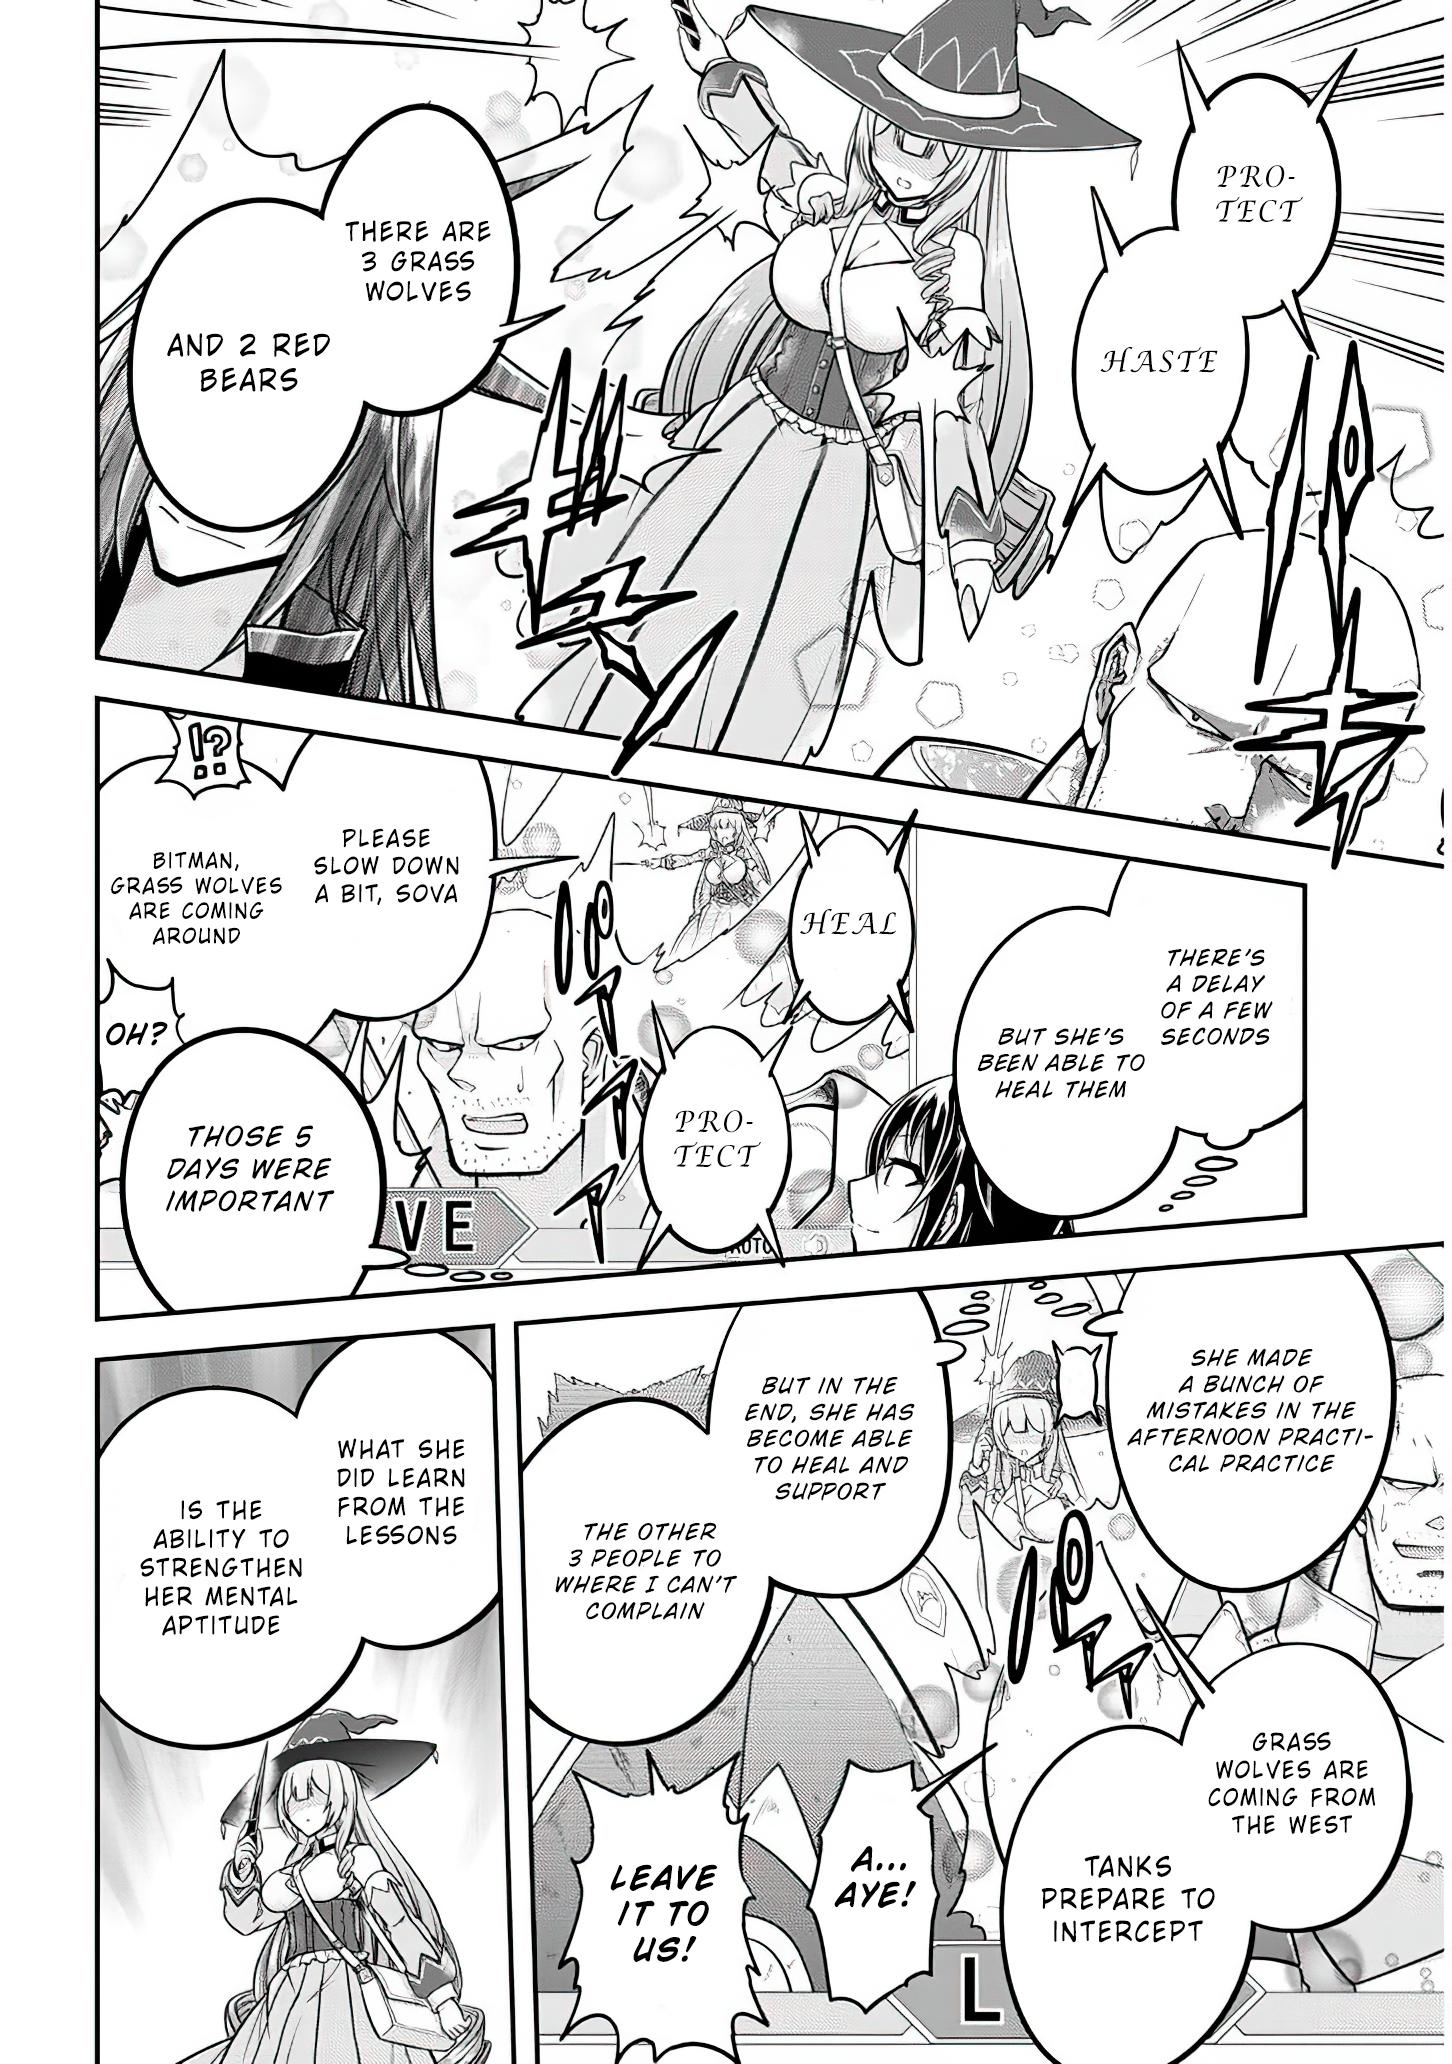 PRO-
TECT
HASTE
THERE ARE
3 GRASS
WOLVES
AND 2 RED
BEARS
THERE'S
A DELAY
OF A FEW
SECONDS
BUT SHE'S
BEEN ABLE TO
HEAL THEM
HEAL
PRO-
TECT
!?
PLEASE
SLOW DOWN
A BIT, SOVA
BITMAN,
GRASS WOLVES
ARE COMING
AROUND
OH?
THOSE 5
DAYS WERE
IMPORTANT
VE
SHE MADE
A BUNCH OF
MISTAKES IN THE
AFTERNOON PRACTI-
CAL PRACTICE
BUT IN THE
END, SHE HAS
BECOME ABLE
TO HEAL AND
SUPPORT
THE OTHER
3 PEOPLE TO
WHERE I CAN'T
COMPLAIN
GRASS
WOLVES ARE
COMING FROM
THE WEST
TANKS
PREPARE TO
INTERCEPT
A...
AYE!
LEAVE
IT TO
US!
L
WHAT SHE
DID LEARN
FROM THE
LESSONS
IS THE
ABILITY TO
STRENGTHEN
HER MENTAL
APTITUDE